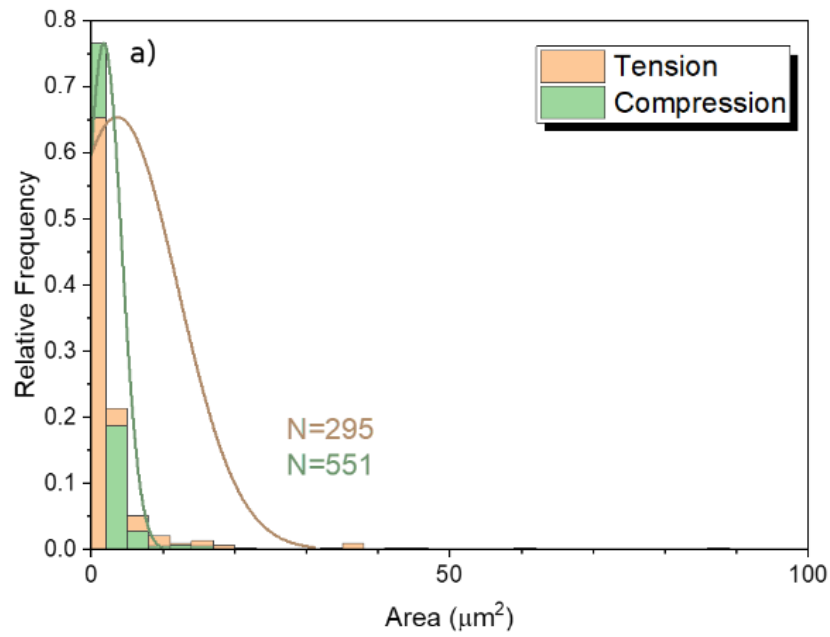 a)
Tension
Compression
0.8
0.7
0.6
0.5
0.4
0.3
0.2
0.1
0.0
Relative Frequency
N=295
N=551
0
50
100
Area (μm²)